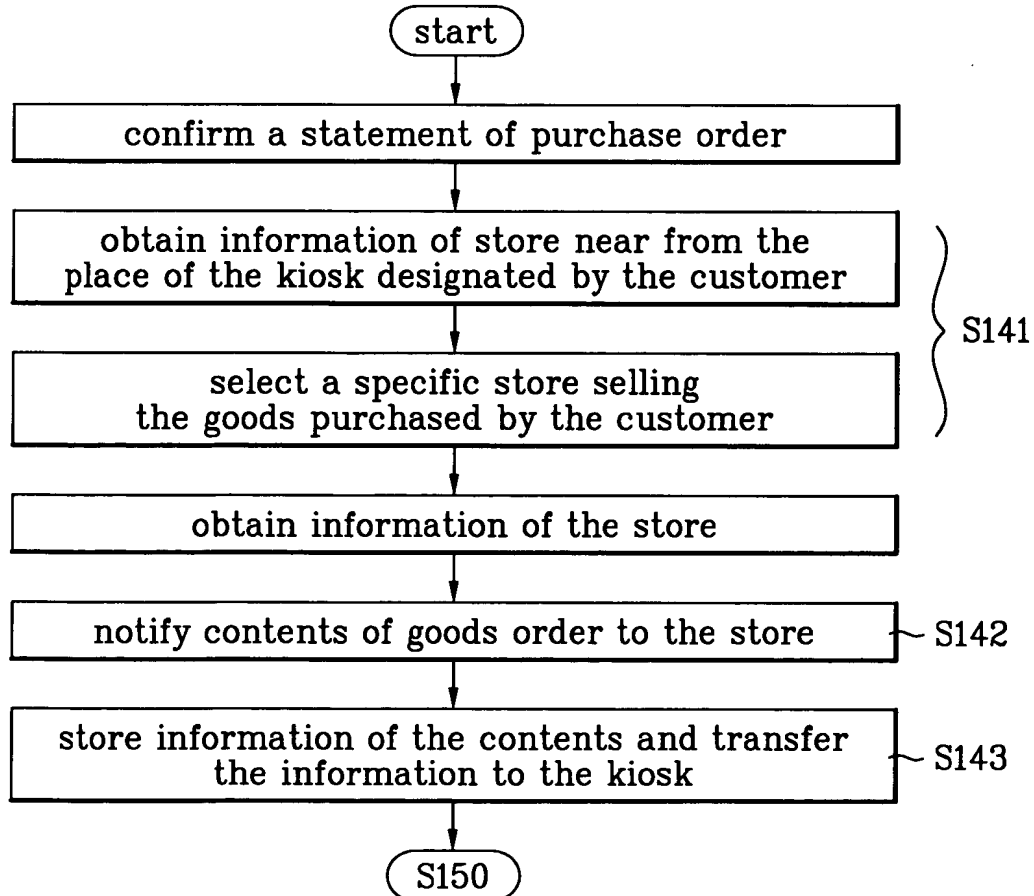 start
confirm a statement of purchase order
obtain information of store near from the
place of the kiosk designated by the customer
S141
select a specific store selling
the goods purchased by the customer
obtain information of the store
notify contents of goods order to the store
S142
store information of the contents and transfer
the information to the kiosk
S143
S150